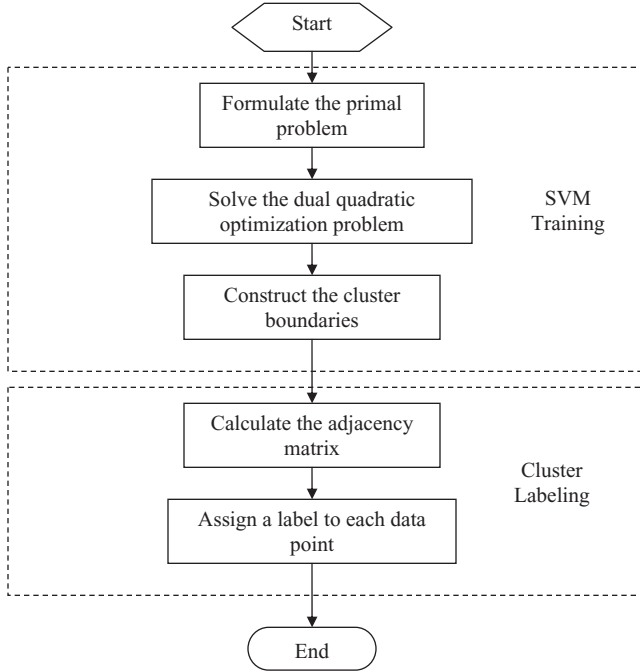 Start
Formulate the primal
problem
Solve the dual quadratic
optimization problem
SVM
Training
Construct the cluster
boundaries
Calculate the adjacency
matrix
Cluster
Labeling
Assign a label to each data
point
End